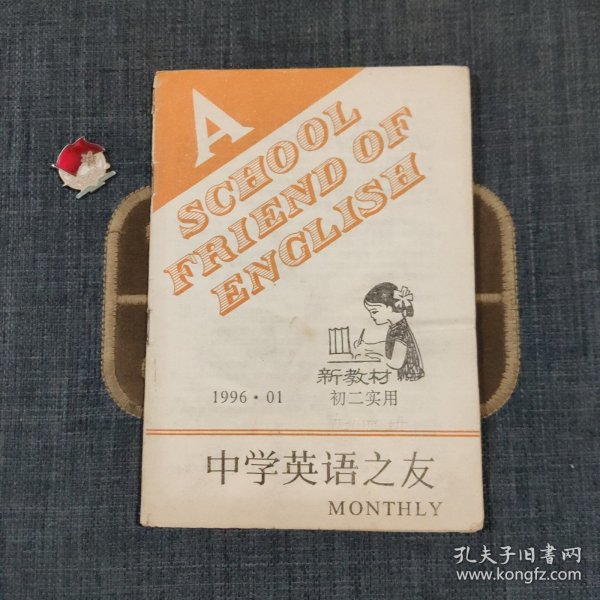 A
SCHOOL
FRIEND OF
ENGLISH
新教材
1996·01
初二实用
中学英语之友
MONTHLY
孔夫子旧书网
www.kongfz.com